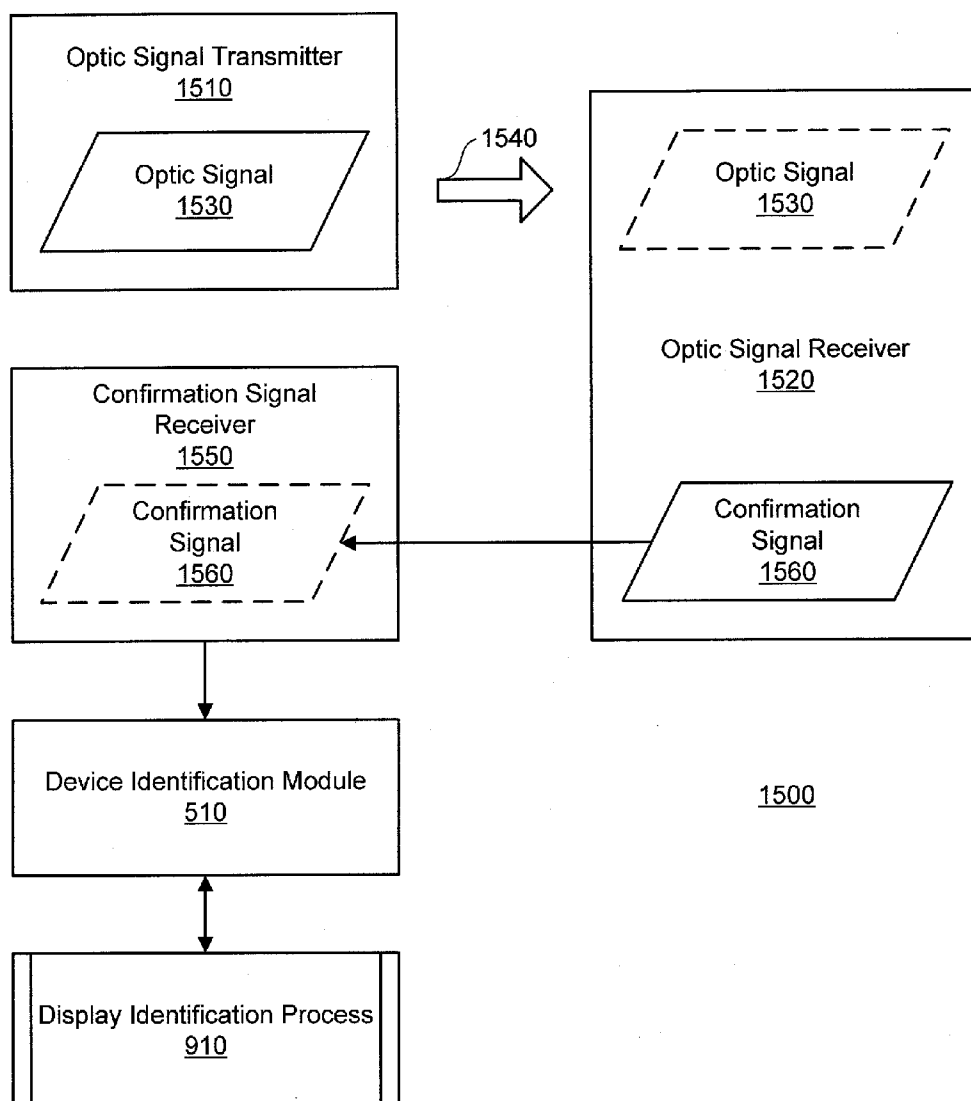 Optic Signal Transmitter
1510
Optic Signal
1530
1540
Optic Signal
1530
Optic Signal Receiver
1520
Confirmation Signal
Receiver
1550
Confirmation
Signal
1560
Confirmation
Signal
1560
Device Identification Module
510
1500
Display Identification Process
910